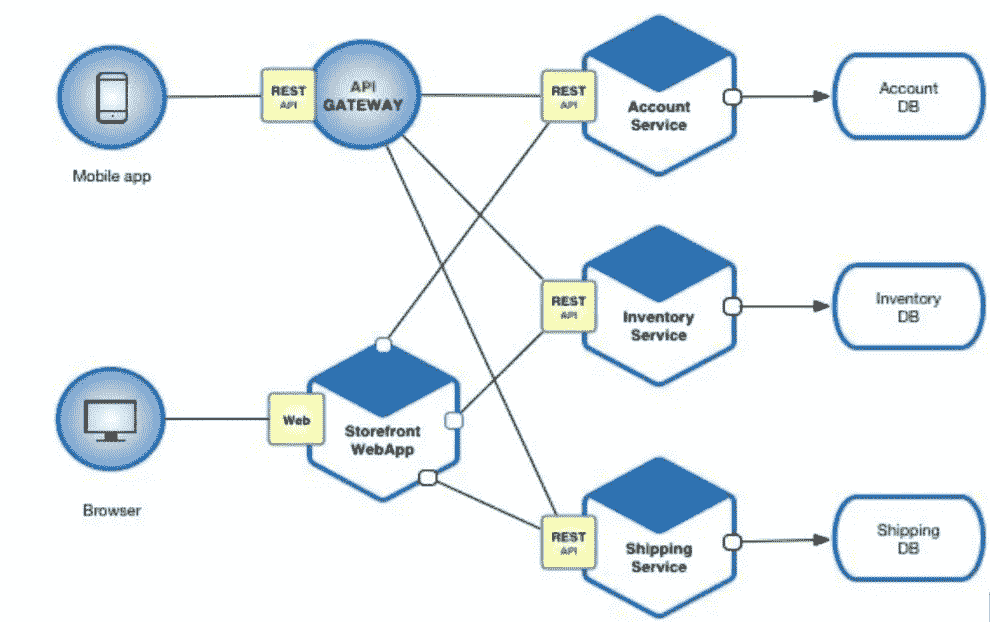 REST
API
API
GATEWAY
REST
API
Account
Service
Account
DB
Mobile app
REST
API
Inventory
Service
Inventory
DB
Web
Storefront
WebApp
Browser
REST
API
Shipping
Service
Shipping
DB